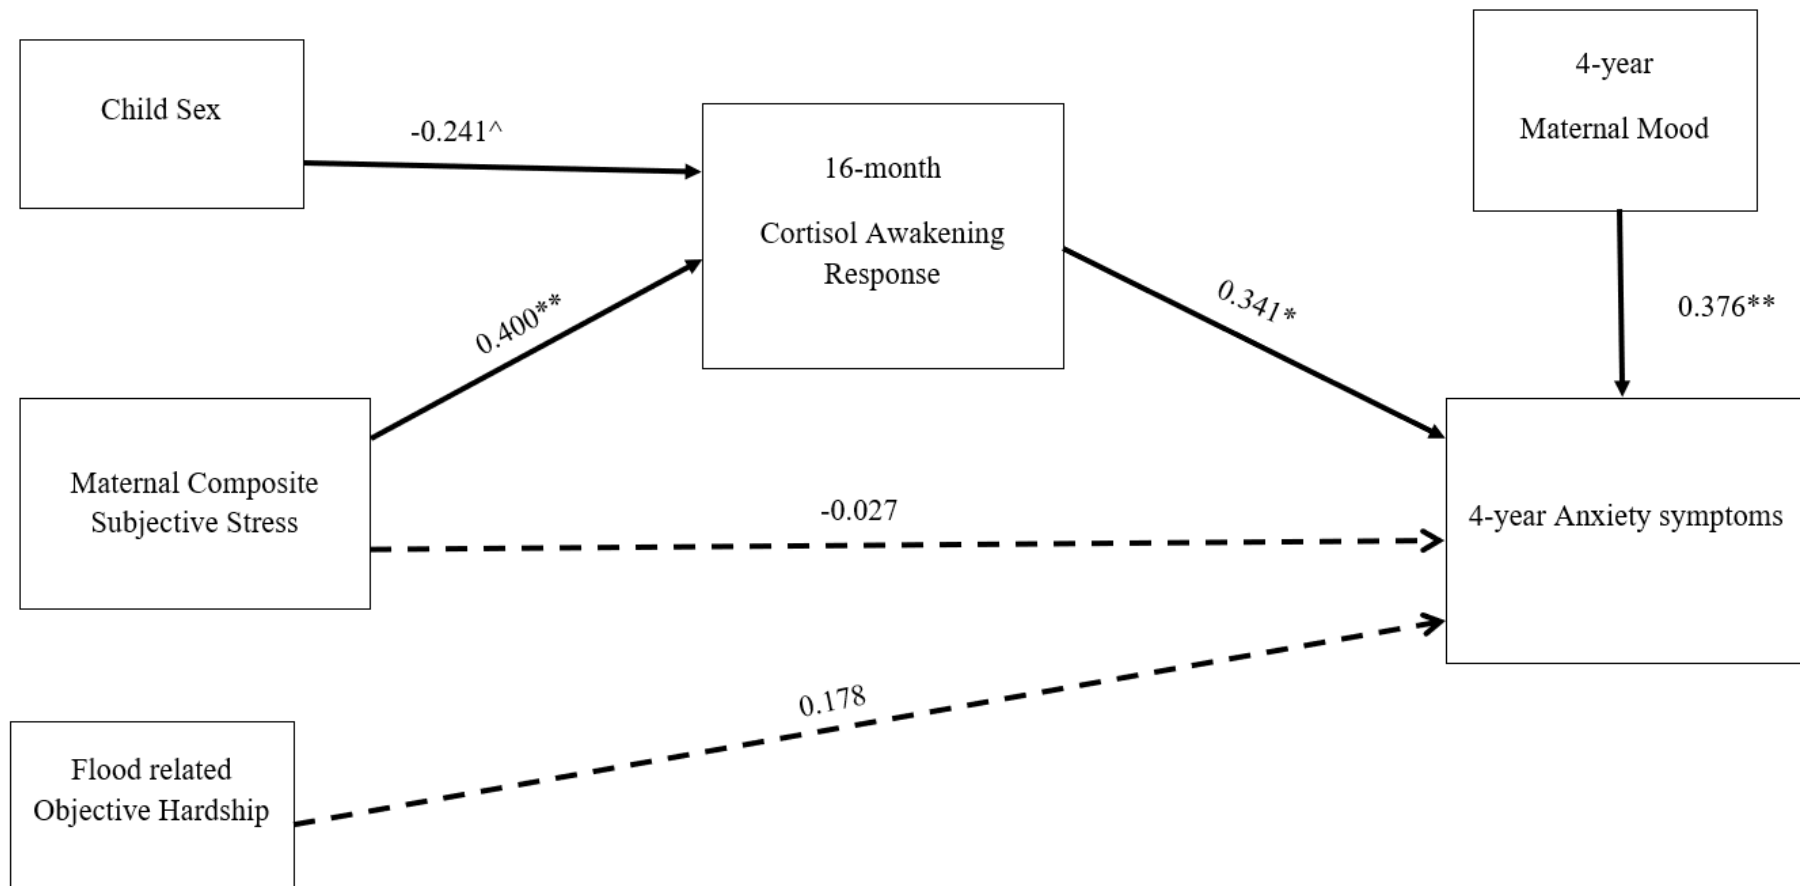 Child Sex
-0.241^
16-month
Cortisol Awakening
Response
4-year
Maternal Mood
0.400**
0.341*
0.376**
Maternal Composite
Subjective Stress
-0.027
4-year Anxiety symptoms
0.178
Flood related
Objective Hardship